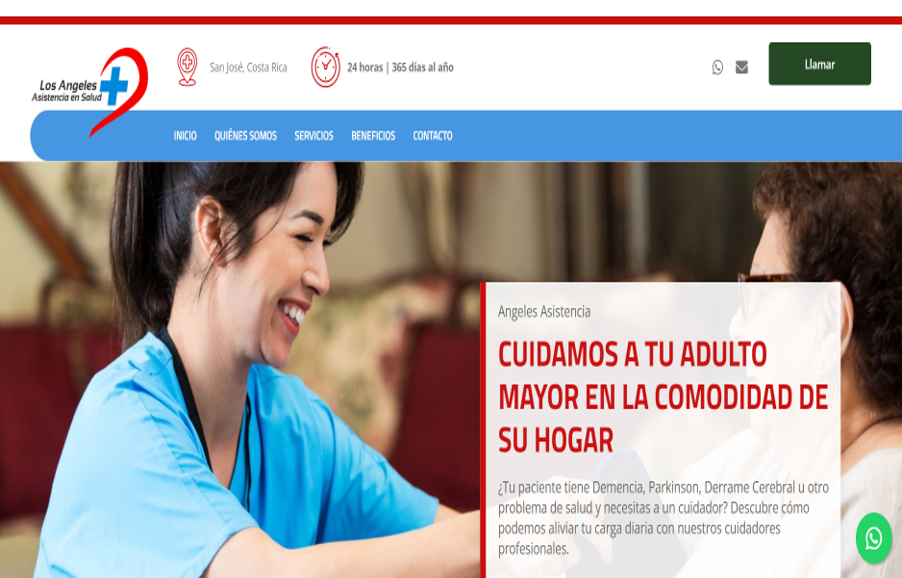 Los Angeles
Asistencia en Salud
San José, Costa Rica
24 horas | 365 días al año
Llamar
INICIO QUIÉNES SOMOS SERVICIOS BENEFICIOS CONTACTO
Angeles Asistencia
CUIDAMOS A TU ADULTO
MAYOR EN LA COMODIDAD DE
SU HOGAR
¿Tu paciente tiene Demencia, Parkinson, Derrame Cerebral u otro
problema de salud y necesitas a un cuidador? Descubre cómo
podemos aliviar tu carga diaria con nuestros cuidadores
profesionales.